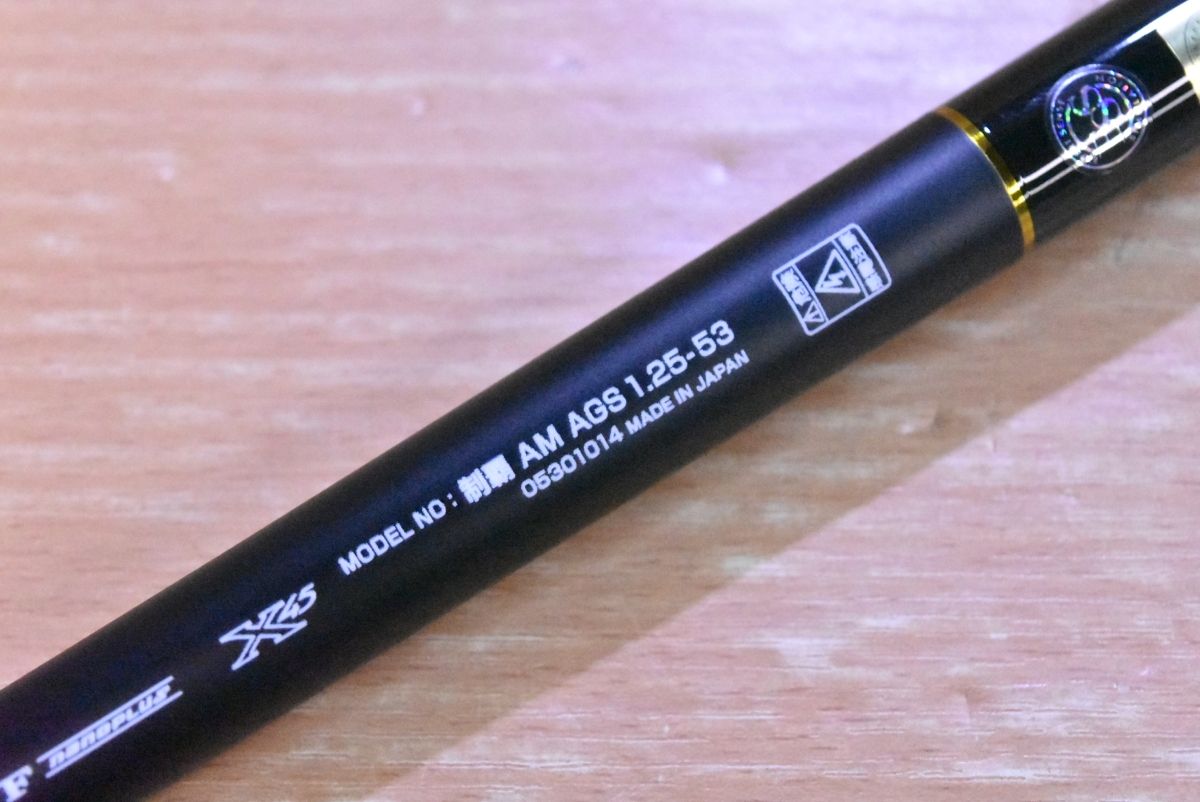 MODEL NO : 制覇 AM AGS 1.25-53
05301014 MADE IN JAPAN
X45
F nanoPLUS